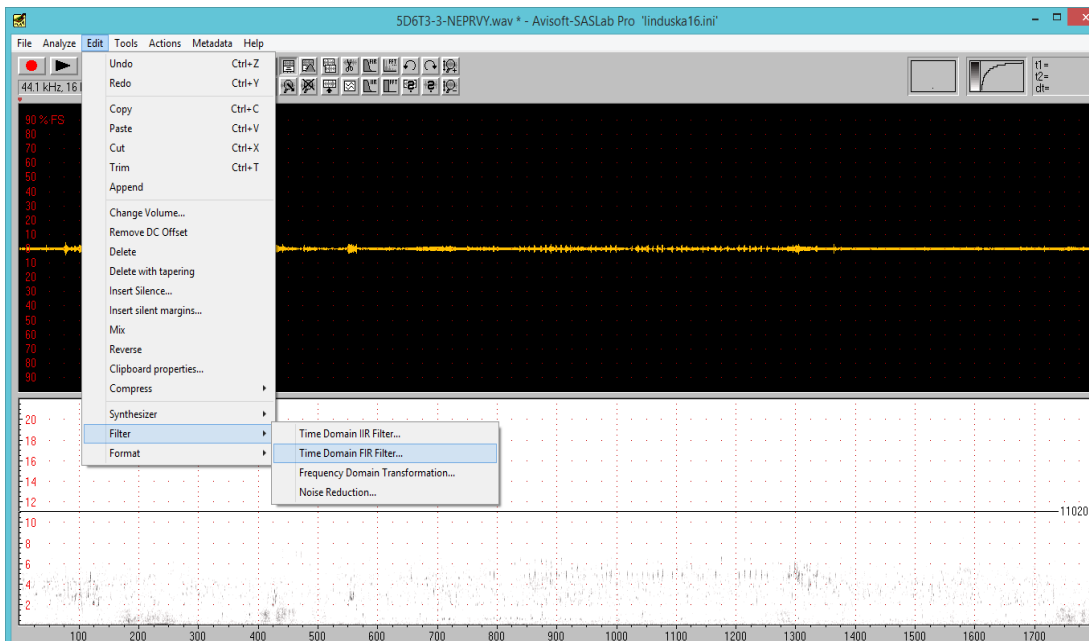 5D6T3-3-NEPRVY.wav * - Avisoft-SASLab Pro 'linduska16.ini'
File Analyze Edit Tools Actions Metadata Help
44.1 kHz, 16
t1 =
t2=
dt=
Undo Ctrl+Z
Redo Ctrl+Y
Copy Ctrl+C
Paste Ctrl+V
Cut Ctrl+X
Trim Ctrl+T
Append
Change Volume...
Remove DC Offset
Delete
Delete with tapering
Insert Silence...
Insert silent margins...
Mix
Reverse
Clipboard properties...
Compress
Synthesizer
Filter
Format
Time Domain IIR Filter...
Time Domain FIR Filter...
Frequency Domain Transformation...
Noise Reduction...
90 % FS
80
70
60
50
40
30
20
10
0
10
20
30
40
50
60
70
80
90
20
18
16
14
12
11020
10
8
6
4
2
100 200 300 400 500 600 700 800 900 1000 1100 1200 1300 1400 1500 1600 1700